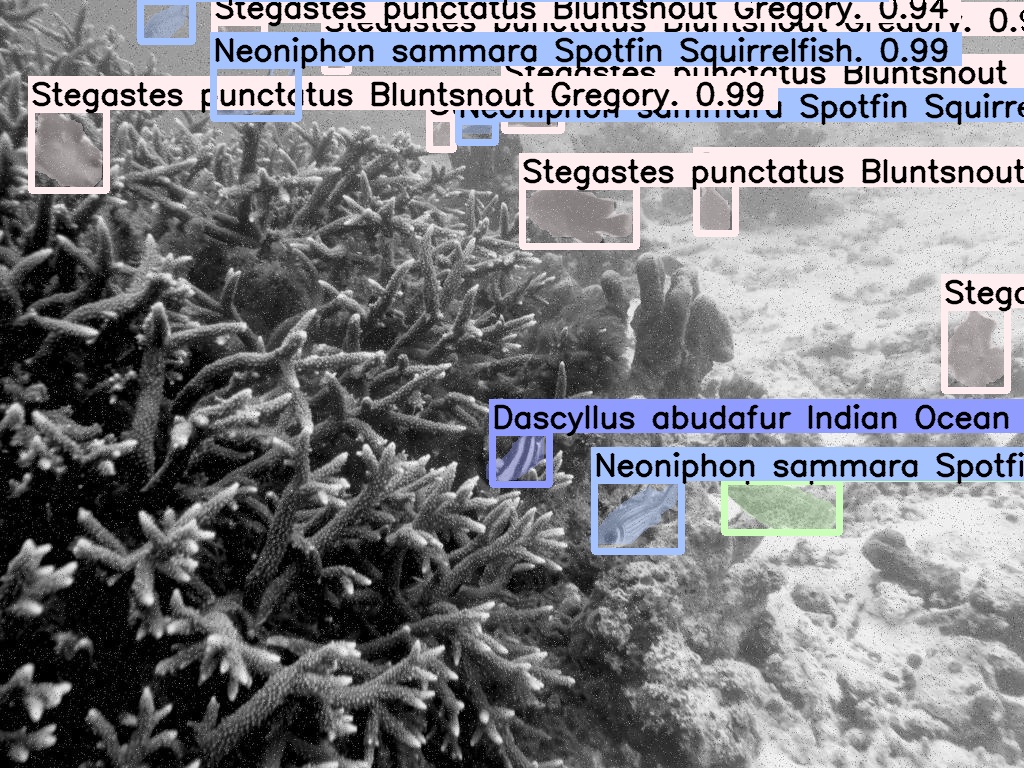 Stegastes punctatus Bluntsnout Gregory. 0.94
Stegastes punctatus Bluntsnout Gregory. 0.9
Neoniphon sammara Spotfin Squirrelfish. 0.99
Stegastes punctatus Bluntsnout
Stegastes punctatus Bluntsnout Gregory. 0.99
Neoniphon sammara Spotfin Squirre
Stegastes punctatus Bluntsnout
Stega
Dascyllus abudafur Indian Ocean
Neoniphon sammara Spotfi